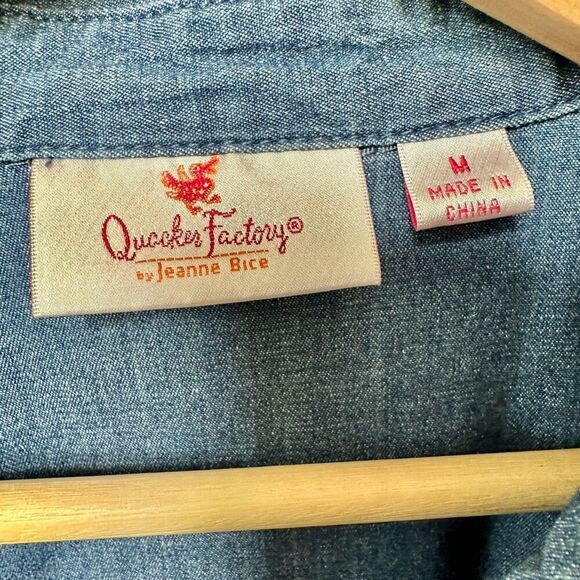 Quacker Factory®
by Jeanne Bice
M
MADE IN
CHINA